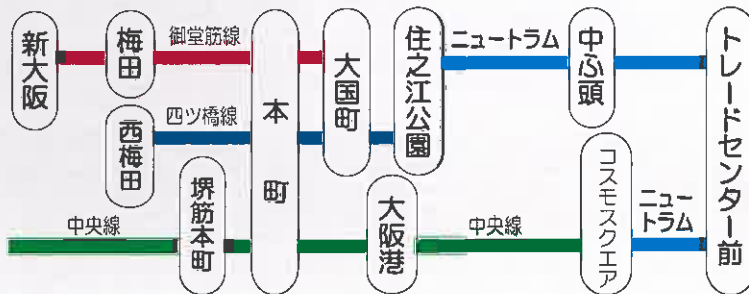 新大阪
梅田
御堂筋線
本町
大国町
住之江公園
ニュートラム
中ふ頭
トレードセンター前
西梅田
四ツ橋線
中央線
堺筋本町
大阪港
中央線
コスモスクエア
ニュー
トラム